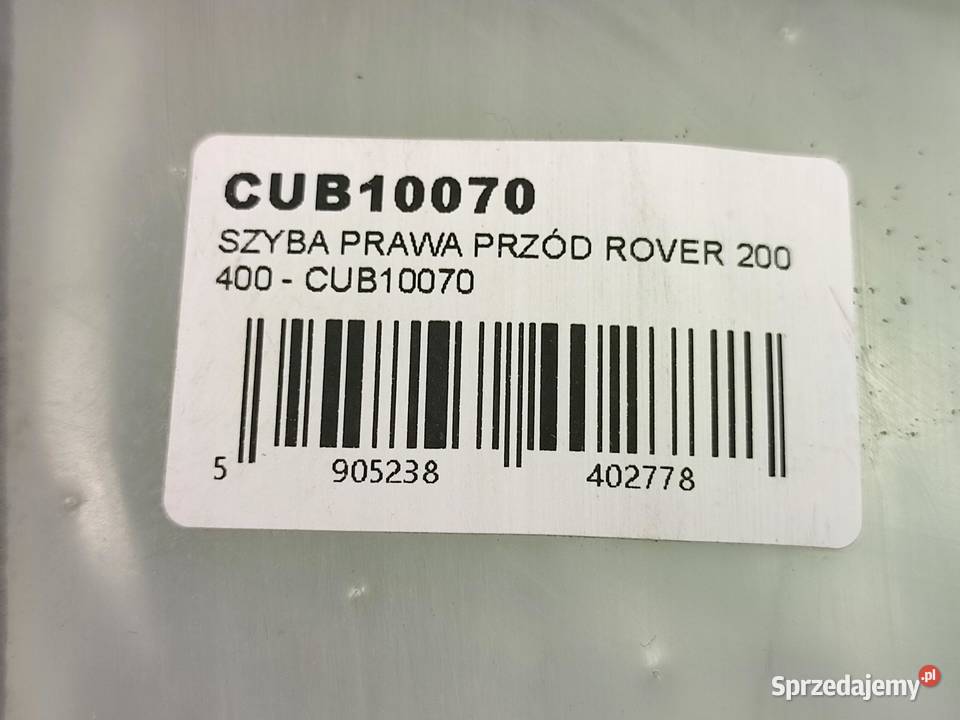 CUB10070
SZYBA PRAWA PRZÓD ROVER 200
400 - CUB10070
5 905238 402778
Sprzedajemy.pl